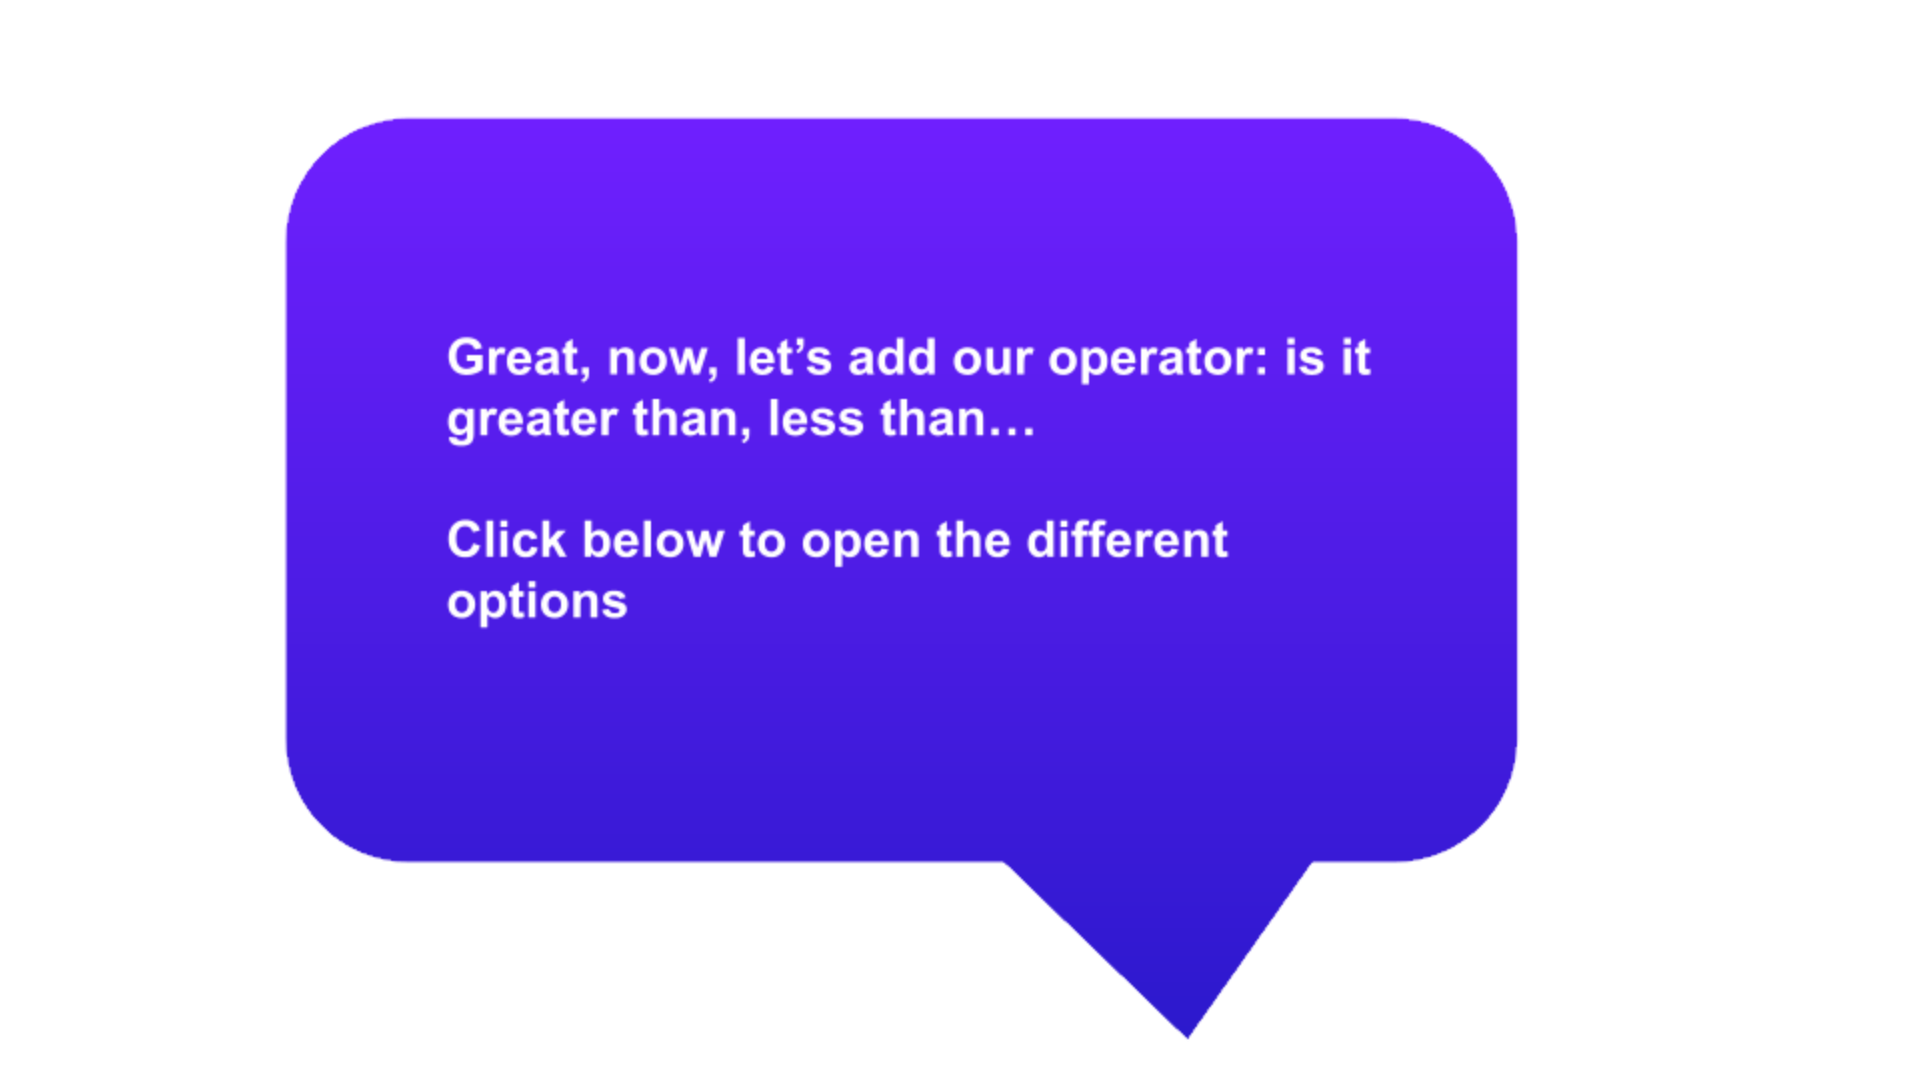 Great, now, let’s add our operator: is it
greater than, less than…
Click below to open the different
options